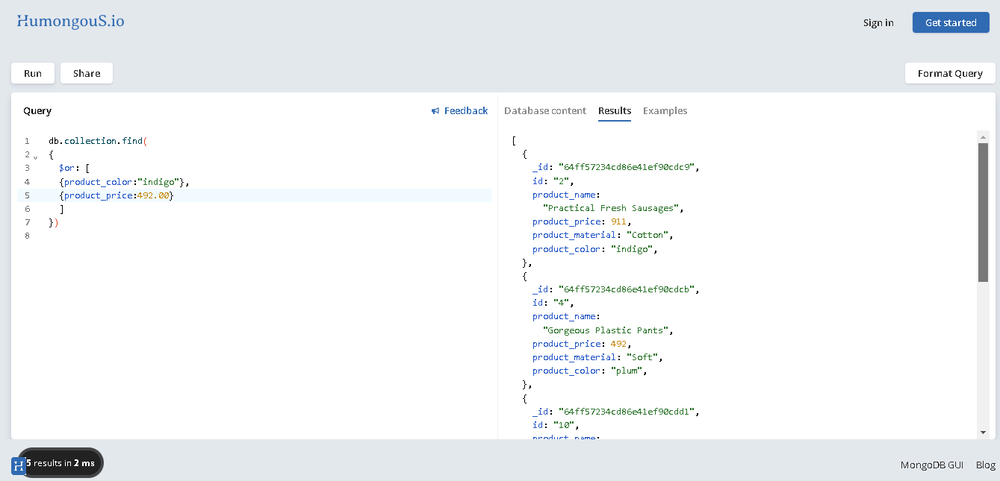 HumongouS.io
Sign in
Get started
Run
Share
Format Query
Query
Feedback
1 db.collection.find(
2 {
3 $or: [
4 {product_color:"indigo"},
5 {product_price:492.00}
6 ]
7 })
8
Database content
Results
Examples
[
{
_id: "64ff57234cd86e41ef90cdc9",
id: "2",
product_name:
"Practical Fresh Sausages",
product_price: 911,
product_material: "Cotton",
product_color: "indigo",
},
{
_id: "64ff57234cd86e41ef90cdcb",
id: "4",
product_name:
"Gorgeous Plastic Pants",
product_price: 492,
product_material: "Soft",
product_color: "plum",
},
{
_id: "64ff57234cd86e41ef90cdd1",
id: "10",
product_name:
H
5 results in 2 ms
MongoDB GUI
Blog